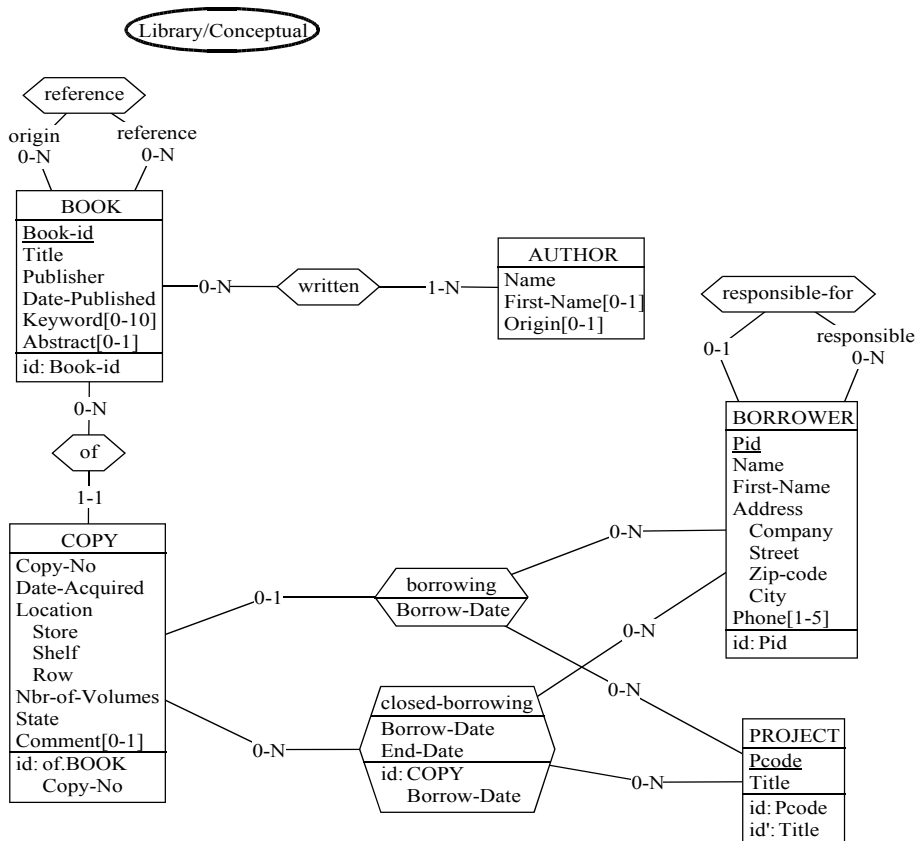 Library/Conceptual
reference
origin
0-N
reference
0-N
BOOK
Book-id
Title
Publisher
Date-Published
Keyword[0-10]
Abstract[0-1]
id: Book-id
0-N
written
1-N
AUTHOR
Name
First-Name[0-1]
Origin[0-1]
responsible-for
0-1
responsible
0-N
BORROWER
Pid
Name
First-Name
Address
Company
Street
Zip-code
City
Phone[1-5]
id: Pid
0-N
of
1-1
COPY
Copy-No
Date-Acquired
Location
Store
Shelf
Row
Nbr-of-Volumes
State
Comment[0-1]
id: of.BOOK
Copy-No
0-1
borrowing
Borrow-Date
0-N
0-N
0-N
closed-borrowing
Borrow-Date
End-Date
id: COPY
Borrow-Date
0-N
0-N
PROJECT
Pcode
Title
id: Pcode
id': Title